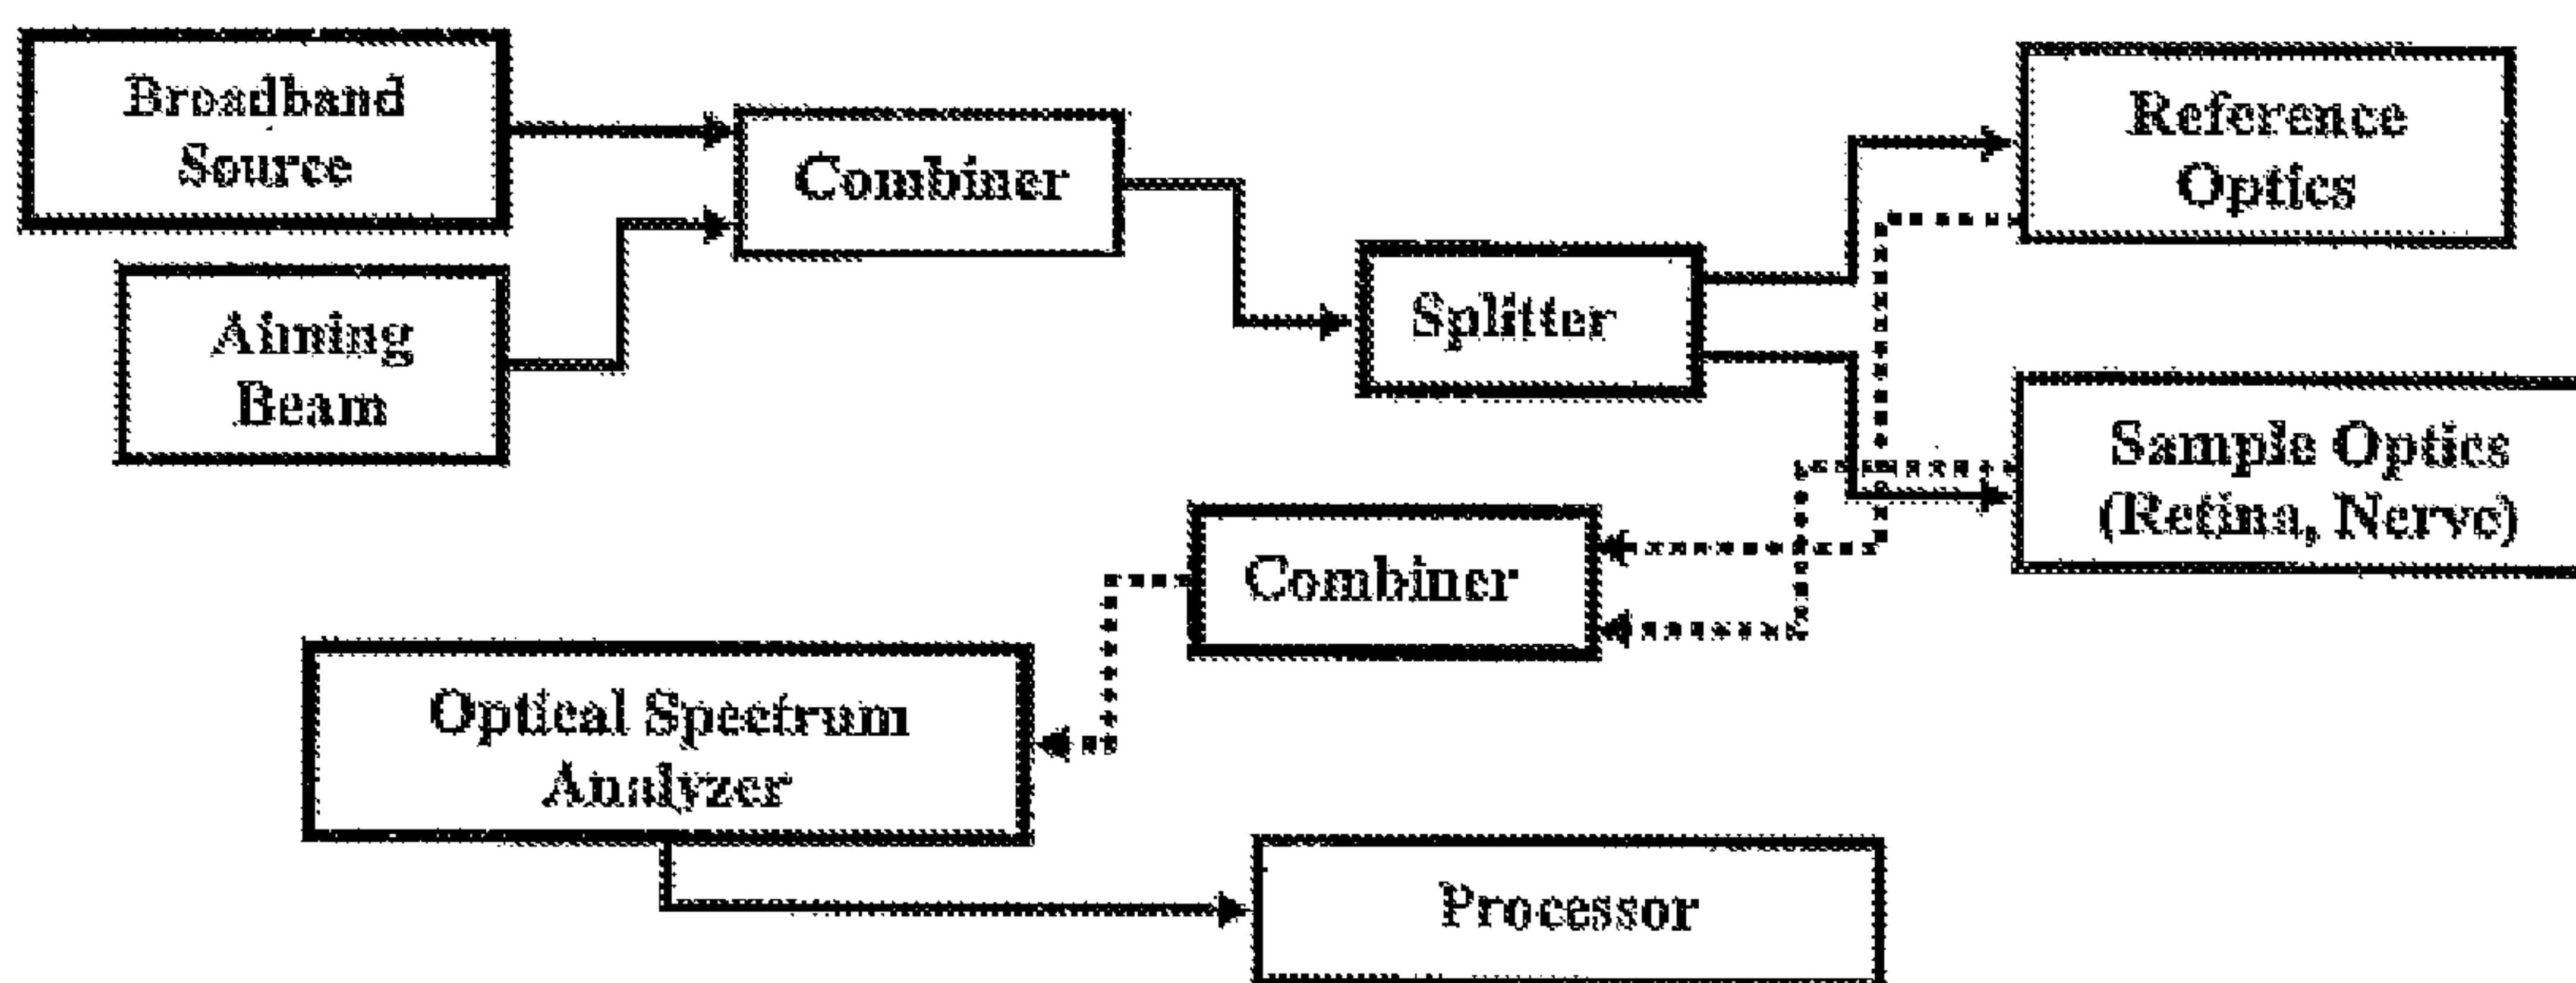 Broadband
Source
Aiming
Beam
Combiner
Splitter
Reference
Optics
Sample Optics
(Retina, Nerve)
Combiner
Optical Spectrum
Analyzer
Processor